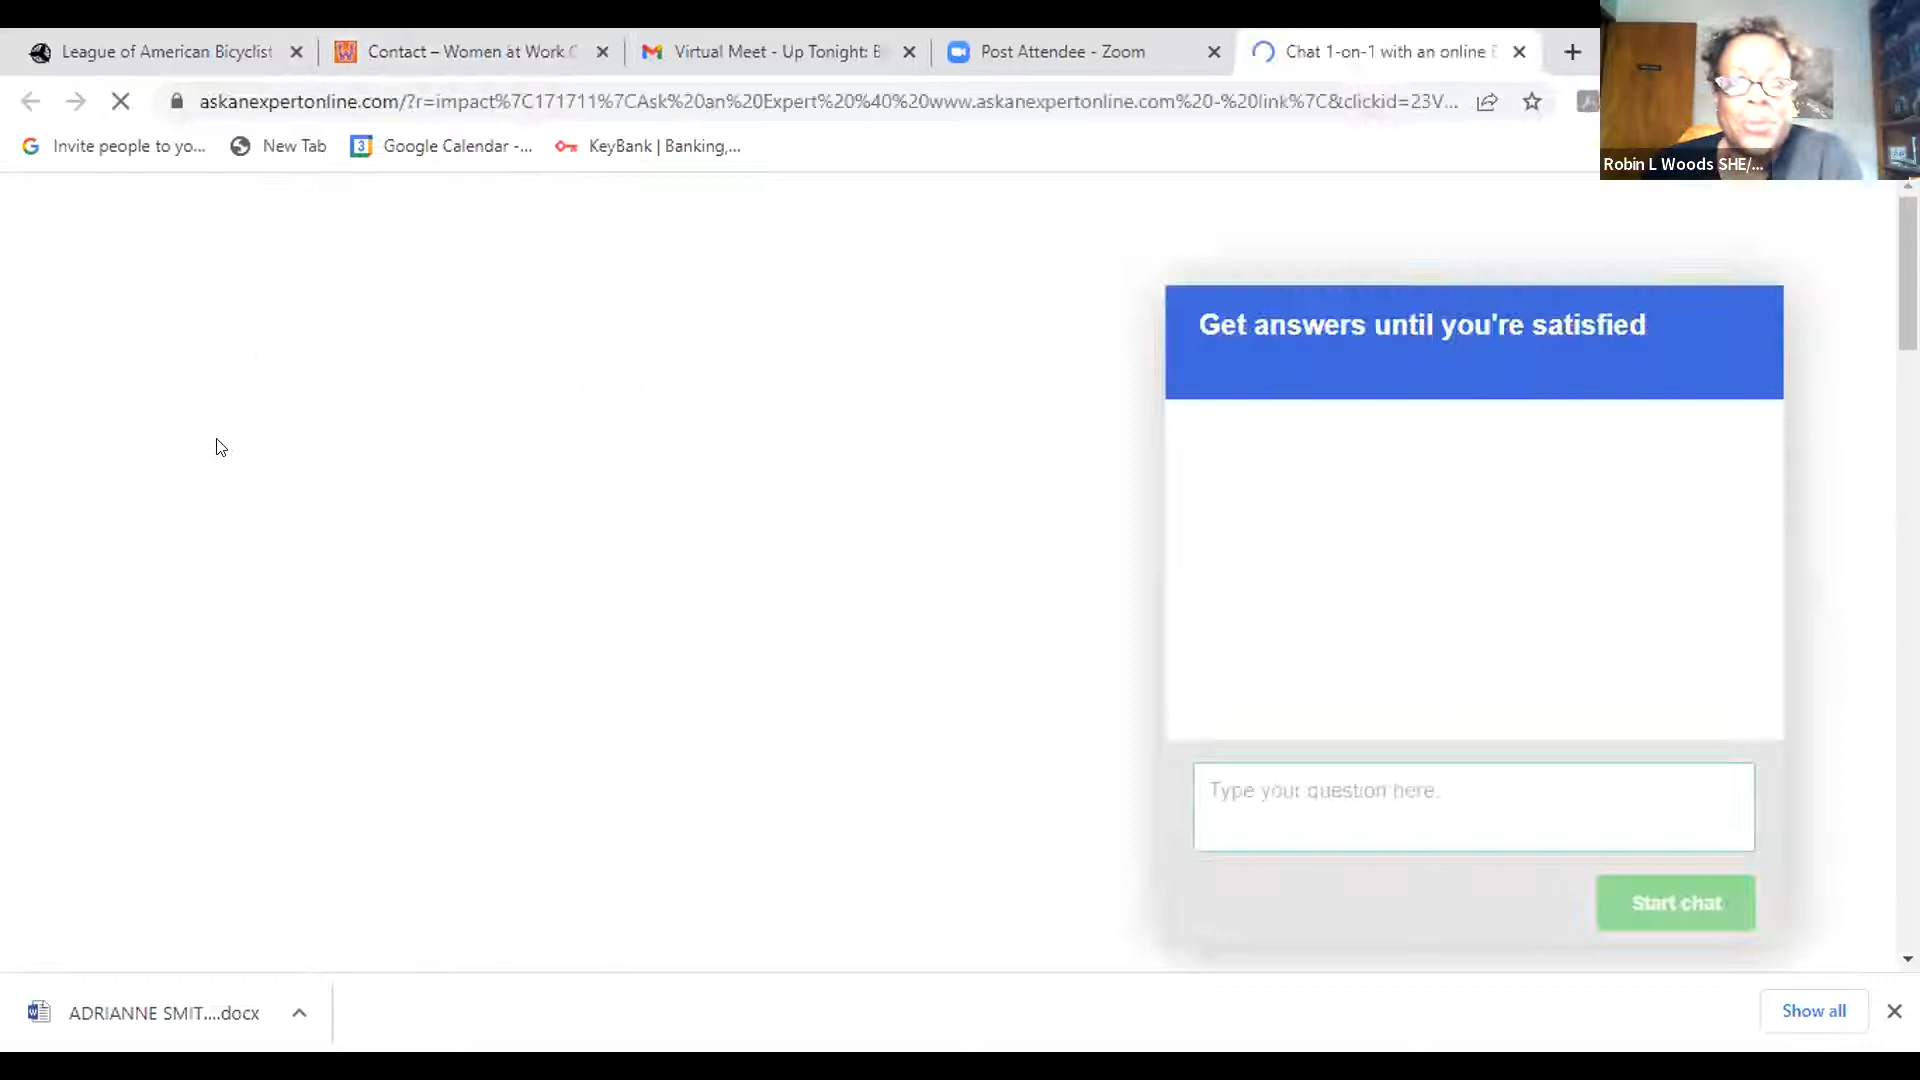 League of American Bicyclist
Contact – Women at Work C
Virtual Meet - Up Tonight: B
Post Attendee - Zoom
Chat 1-on-1 with an online E
askanexpertonline.com/?r=impact%7C171711%7CAsk%20an%20Expert%20%40%20www.askanexpertonline.com%20-%20link%7C&clickid=23V...
Invite people to yo...
New Tab
3
Google Calendar -...
KeyBank | Banking,...
Robin L Woods SHE/...
Get answers until you're satisfied
Type your question here.
Start chat
ADRIANNE SMIT....docx
Show all